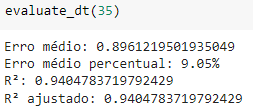 evaluate_dt(35)
Erro médio: 0.8961219501935049
Erro médio percentual: 9.05%
R²: 0.9404783719792429
R² ajustado: 0.9404783719792429